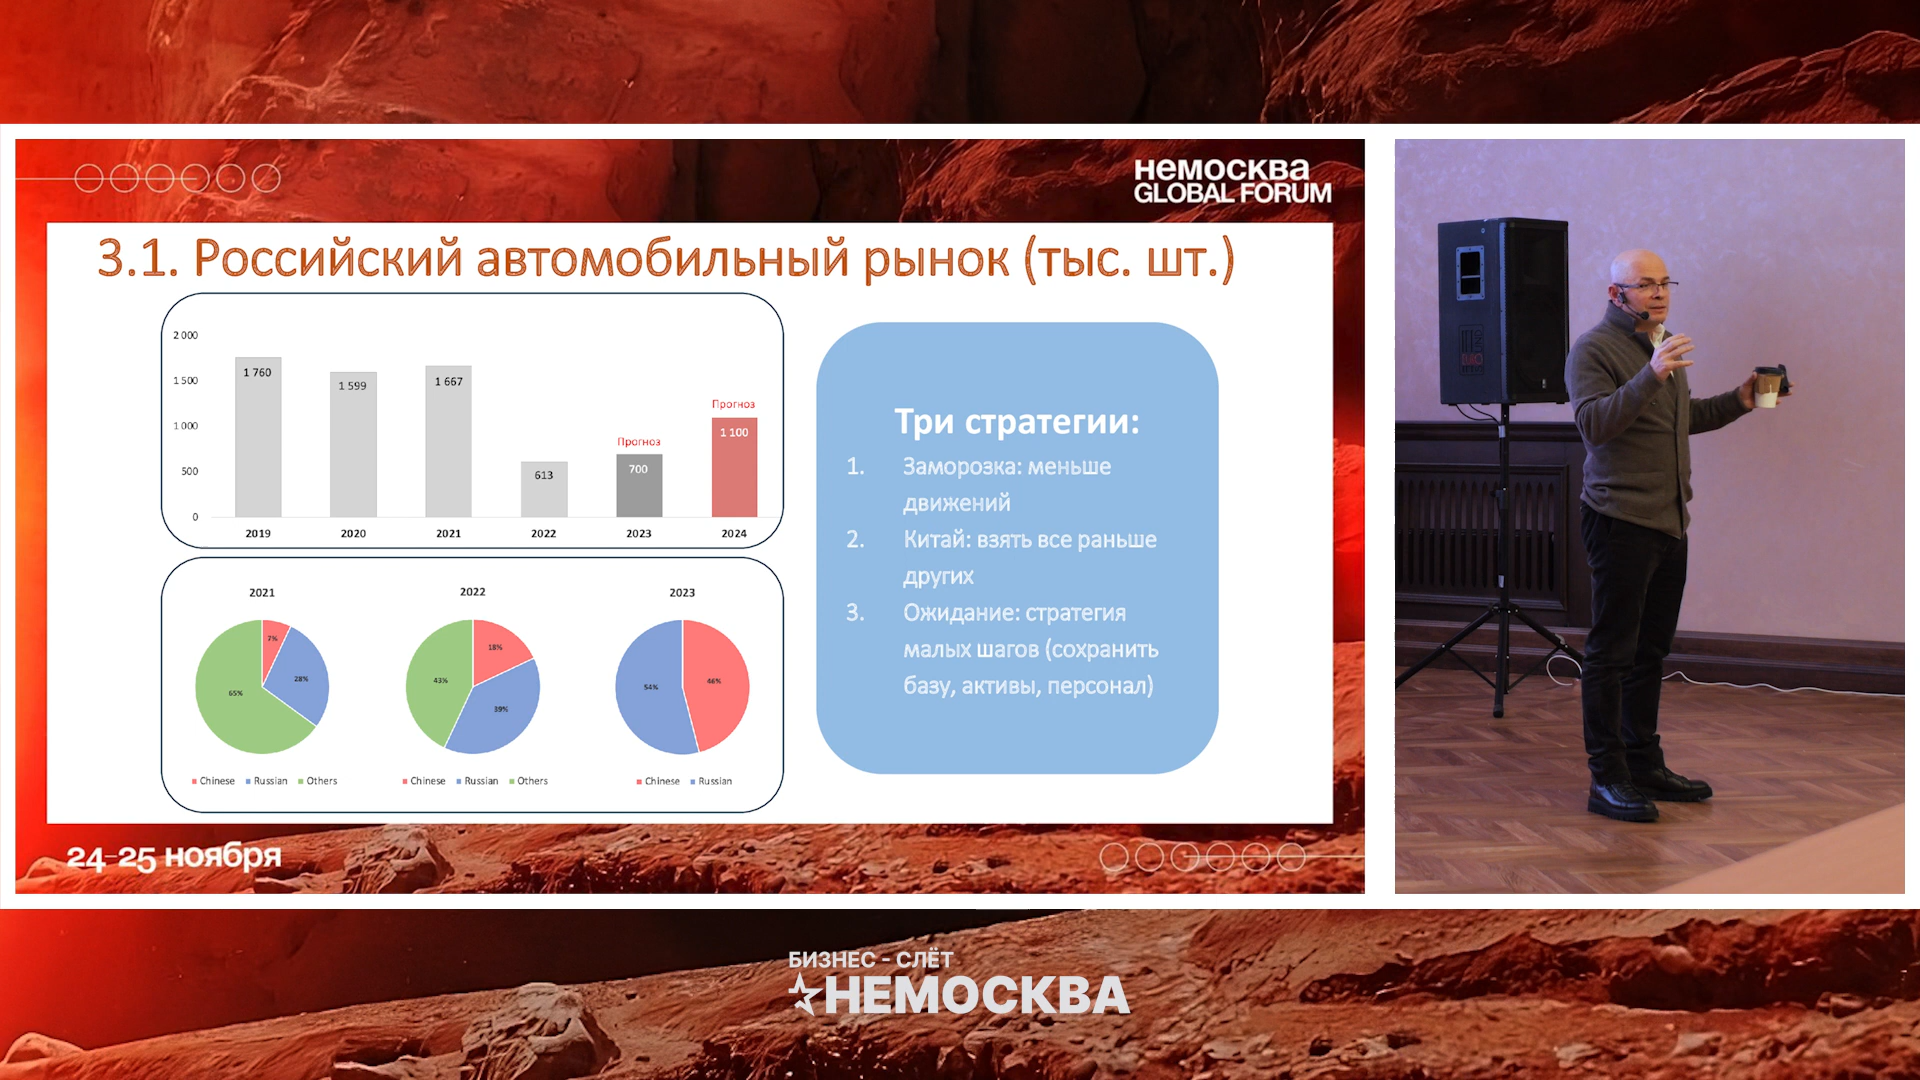 немосква
GLOBAL FORUM
3.1. Российский автомобильный рынок (тыс. шт.)
2 000
1 500
1 000
500
0
1 760
1 599
1 667
613
Прогноз
700
Прогноз
1 100
2019
2020
2021
2022
2023
2024
2021
7%
28%
65%
Chinese Russian Others
2022
18%
39%
43%
Chinese Russian Others
2023
46%
54%
Chinese Russian
Три стратегии:
1. Заморозка: меньше
движений
2. Китай: взять все раньше
других
3. Ожидание: стратегия
малых шагов (сохранить
базу, активы, персонал)
24-25 ноября
БИЗНЕС - СЛЁТ
НЕМОСКВА